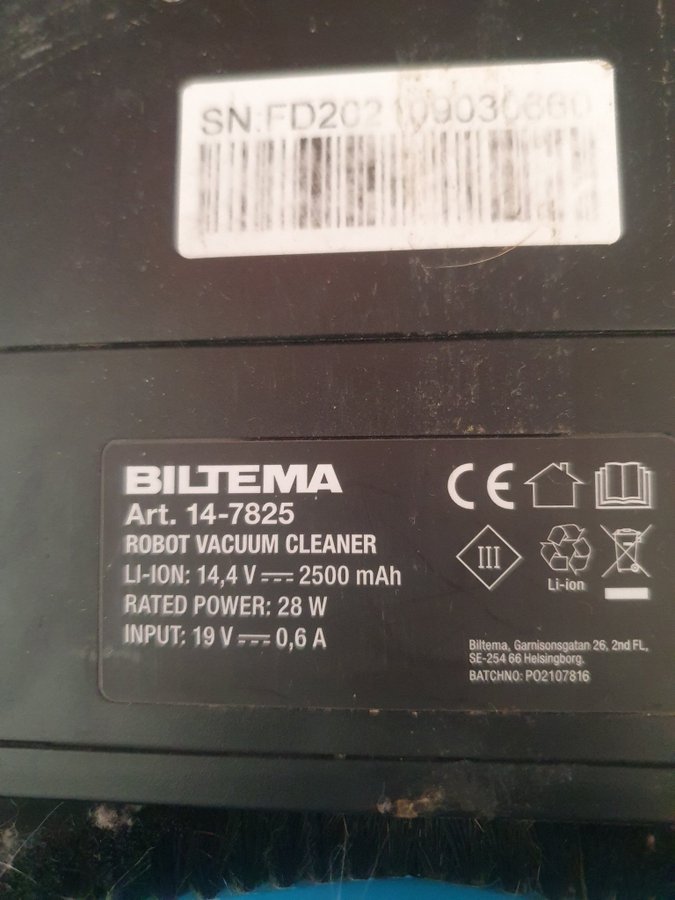 BILTEMA
Art. 14-7825
ROBOT VACUUM CLEANER
LI-ION: 14,4 V ⎓ 2500 mAh
RATED POWER: 28 W
INPUT: 19 V ⎓ 0,6 A
III
Li-ion
Biltema, Garnisonsgatan 26, 2nd FL,
SE-254 66 Helsingborg.
BATCHNO: PO2107816